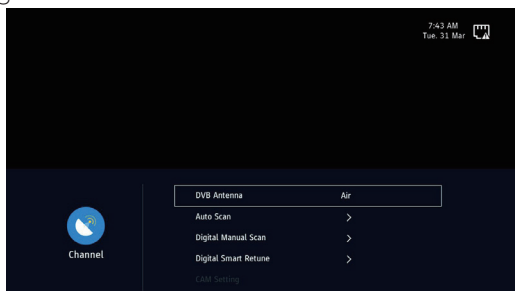 7:43 AM
Tue. 31 Mar
DVB Antenna Air
Auto Scan >
Digital Manual Scan >
Digital Smart Retune >
CAM Setting
Channel